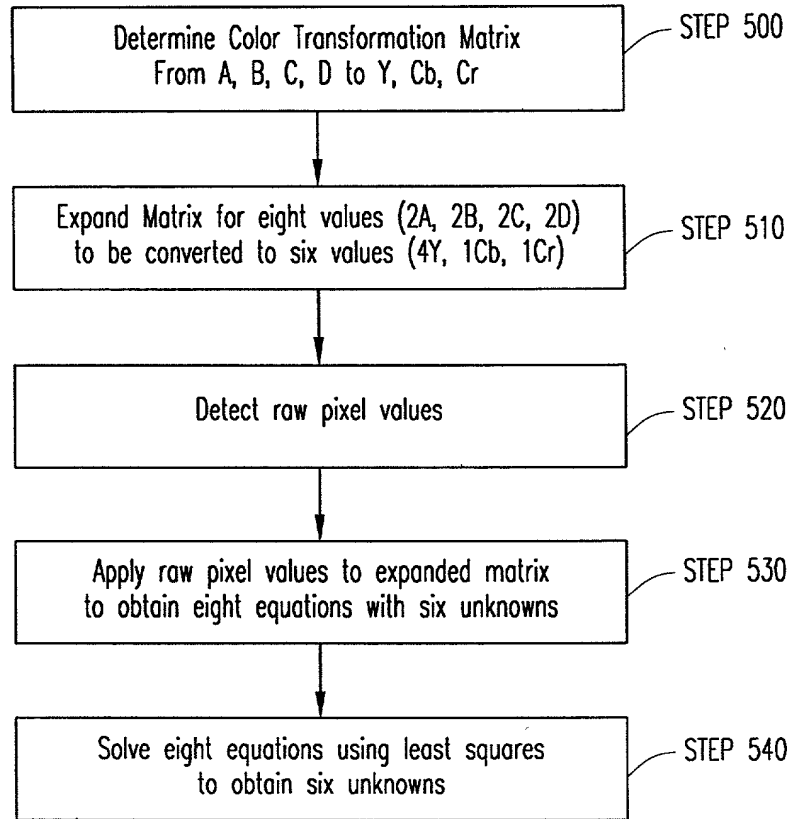 Determine Color Transformation Matrix
From A, B, C, D to Y, Cb, Cr
STEP 500
Expand Matrix for eight values (2A, 2B, 2C, 2D)
to be converted to six values (4Y, 1Cb, 1Cr)
STEP 510
Detect raw pixel values
STEP 520
Apply raw pixel values to expanded matrix
to obtain eight equations with six unknowns
STEP 530
Solve eight equations using least squares
to obtain six unknowns
STEP 540